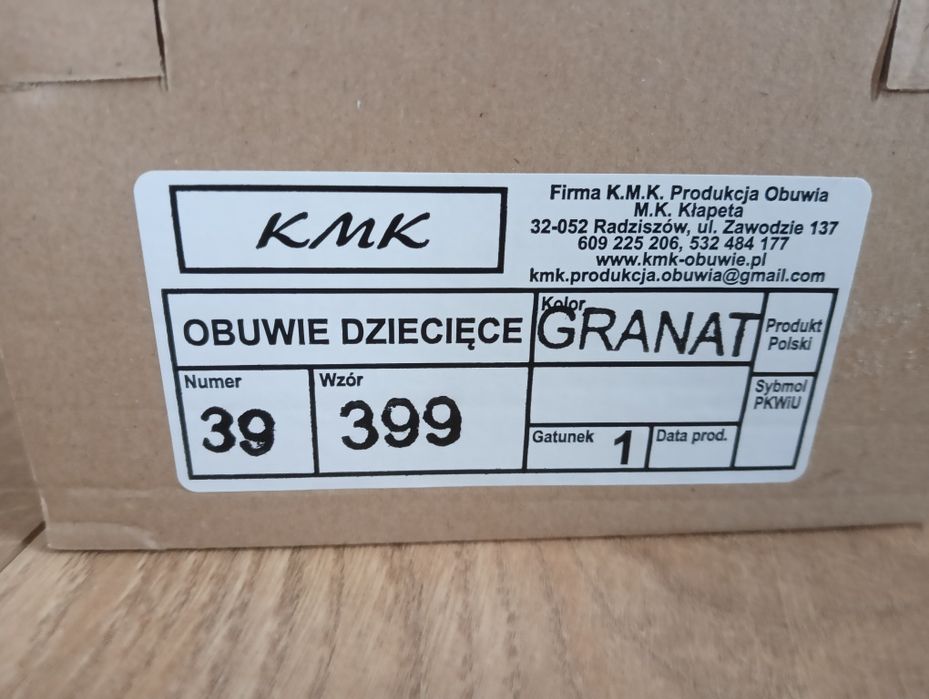 KMK
Firma K.M.K. Produkcja Obuwia
M.K. Kłapeta
32-052 Radziszów, ul. Zawodzie 137
609 225 206, 532 484 177
www.kmk-obuwie.pl
kmk.produkcja.obuwia@gmail.com
OBUWIE DZIECIĘCE
Kolor
GRANAT
Produkt
Polski
Numer
39
Wzór
399
Sybmol
PKWiU
Gatunek 1
Data prod.